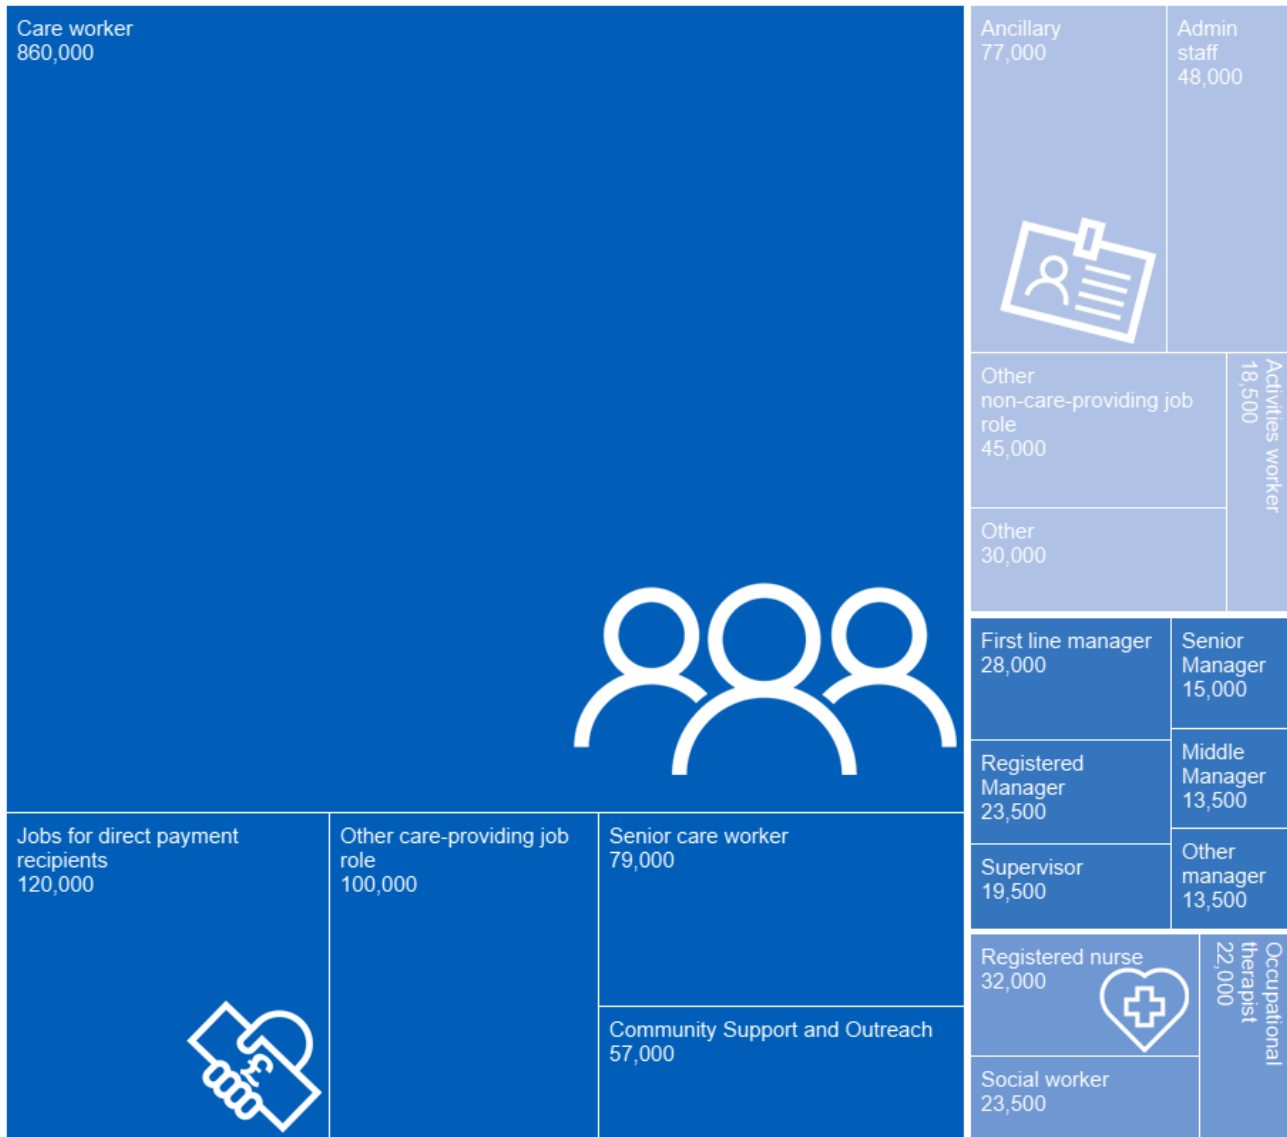 Care worker
860,000
Jobs for direct payment
recipients
120,000
£
Other care-providing job
role
100,000
Senior care worker
79,000
Community Support and Outreach
57,000
Ancillary
77,000
Admin
staff
48,000
Other
non-care-providing job
role
45,000
Activities worker
18,500
Other
30,000
First line manager
28,000
Senior
Manager
15,000
Registered
Manager
23,500
Middle
Manager
13,500
Supervisor
19,500
Other
manager
13,500
Registered nurse
32,000
Occupational
therapist
22,000
Social worker
23,500